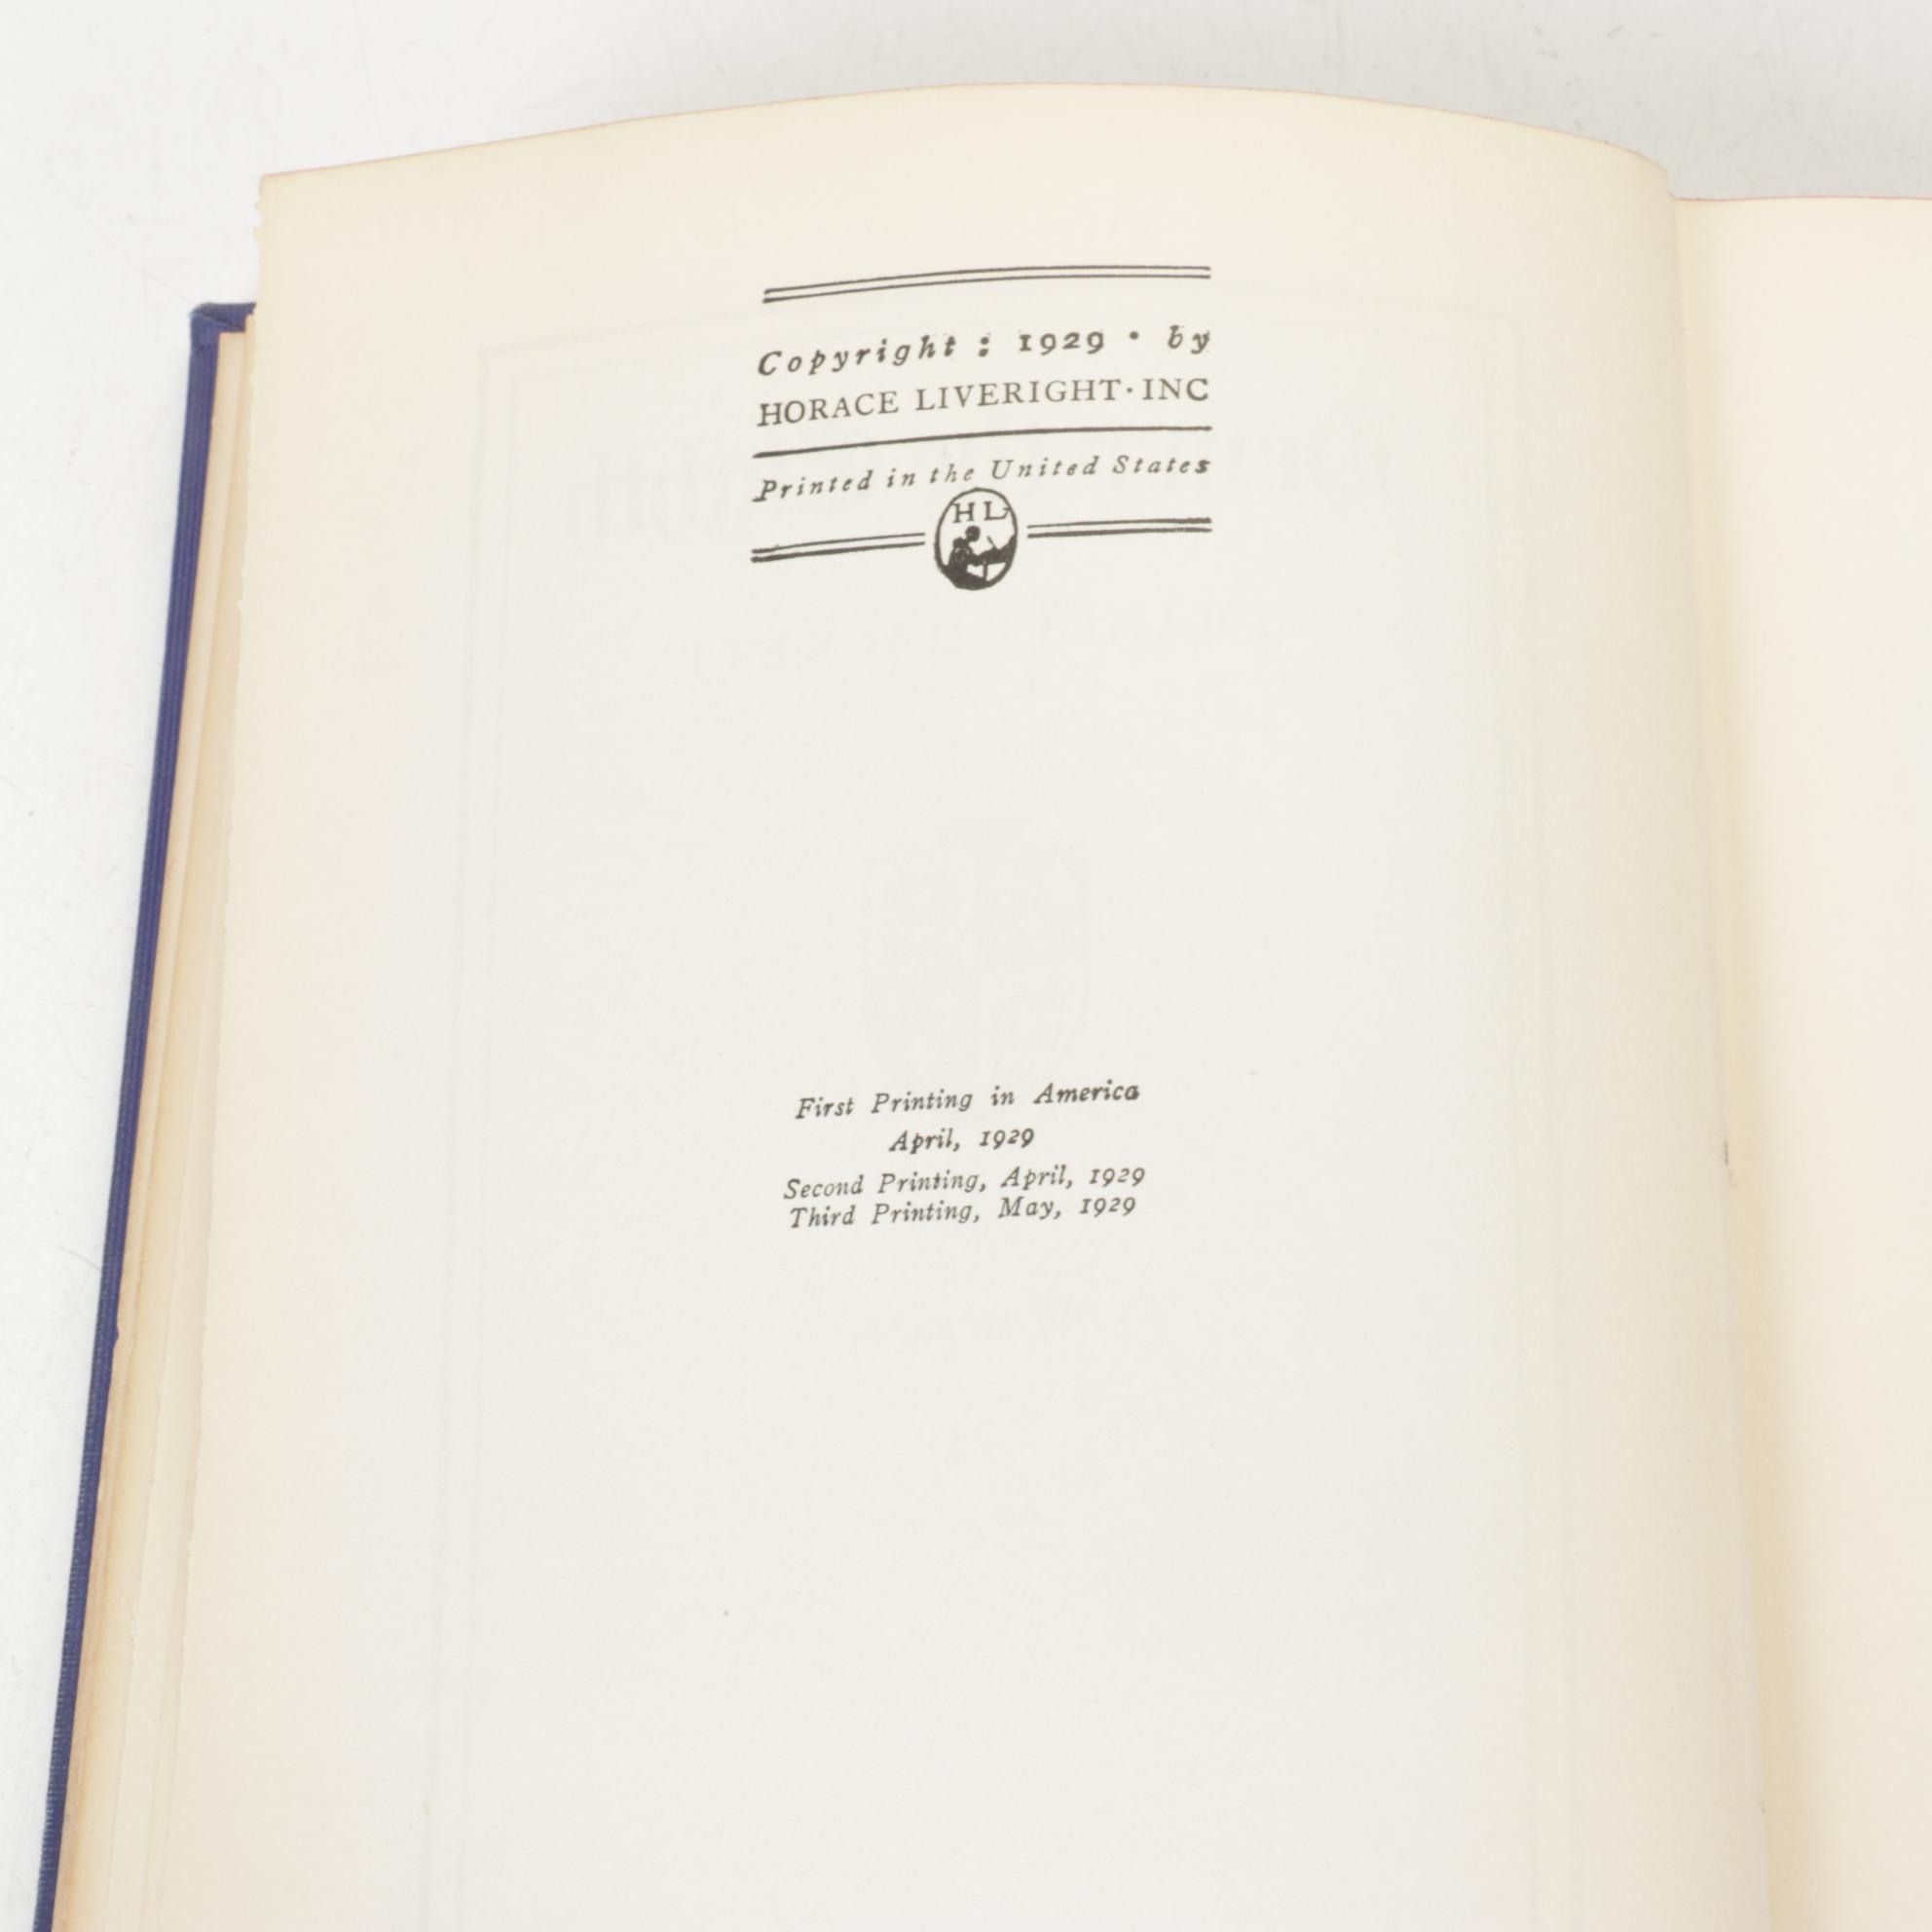 Copyright : 1929 · by
HORACE LIVERIGHT · INC
Printed in the United States
HL
First Printing in America
April, 1929
Second Printing, April, 1929
Third Printing, May, 1929